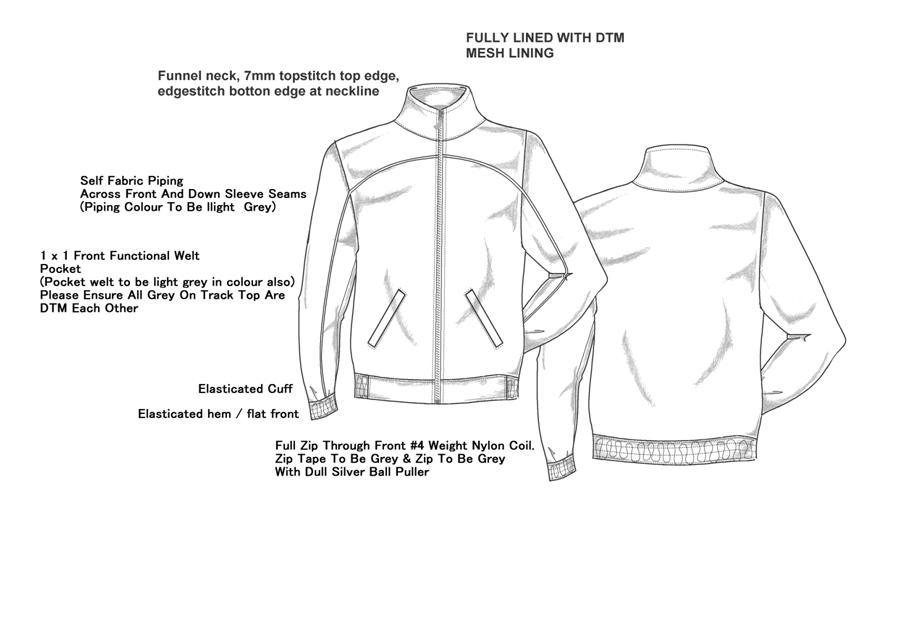 FULLY LINED WITH DTM
MESH LINING
Funnel neck, 7mm topstitch top edge,
edgestitch botton edge at neckline
Self Fabric Piping
Across Front And Down Sleeve Seams
(Piping Colour To Be llight  Grey)
1 x 1 Front Functional Welt
Pocket
(Pocket welt to be light grey in colour also)
Please Ensure All Grey On Track Top Are
DTM Each Other
Elasticated Cuff
Elasticated hem / flat front
Full Zip Through Front #4 Weight Nylon Coil.
Zip Tape To Be Grey & Zip To Be Grey
With Dull Silver Ball Puller